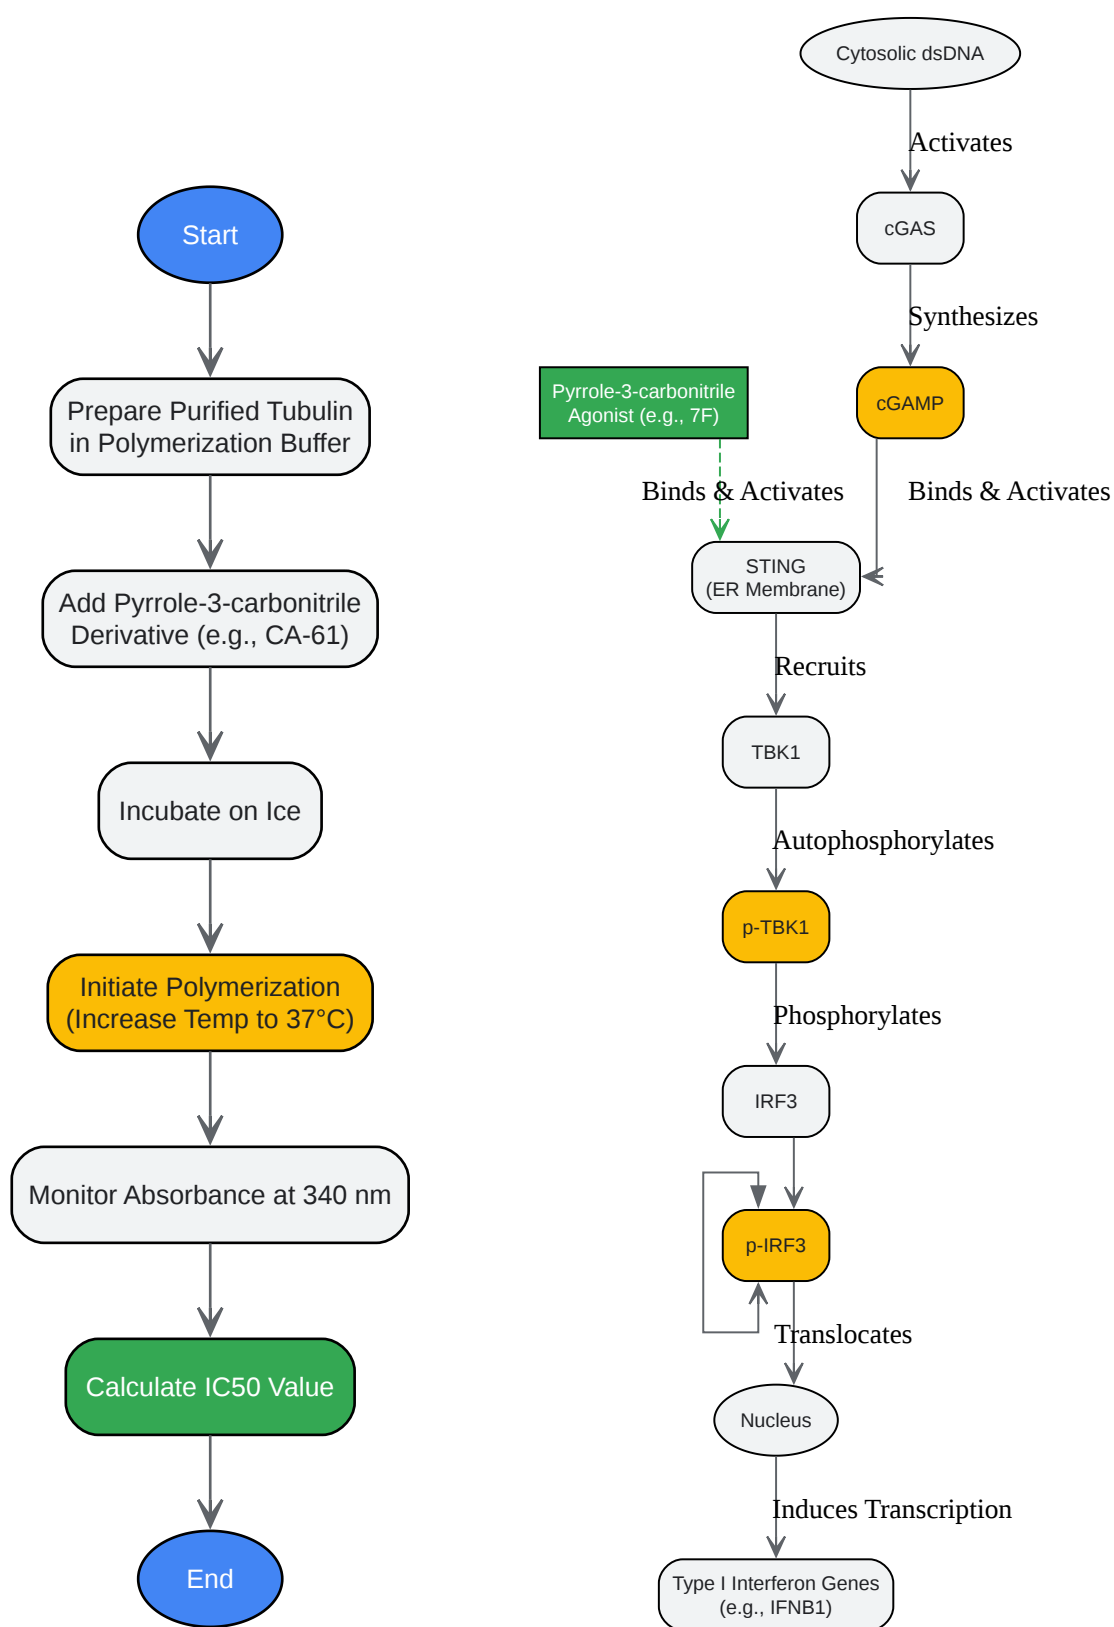 Start
Prepare Purified Tubulin
in Polymerization Buffer
Add Pyrrole-3-carbonitrile
Derivative (e.g., CA-61)
Incubate on Ice
Initiate Polymerization
(Increase Temp to 37°C)
Monitor Absorbance at 340 nm
Calculate IC50 Value
End
Cytosolic dsDNA
Activates
cGAS
Synthesizes
Pyrrole-3-carbonitrile
Agonist (e.g., 7F)
cGAMP
Binds & Activates
Binds & Activates
STING
(ER Membrane)
Recruits
TBK1
Autophosphorylates
p-TBK1
Phosphorylates
IRF3
p-IRF3
Translocates
Nucleus
Induces Transcription
Type I Interferon Genes
(e.g., IFNB1)